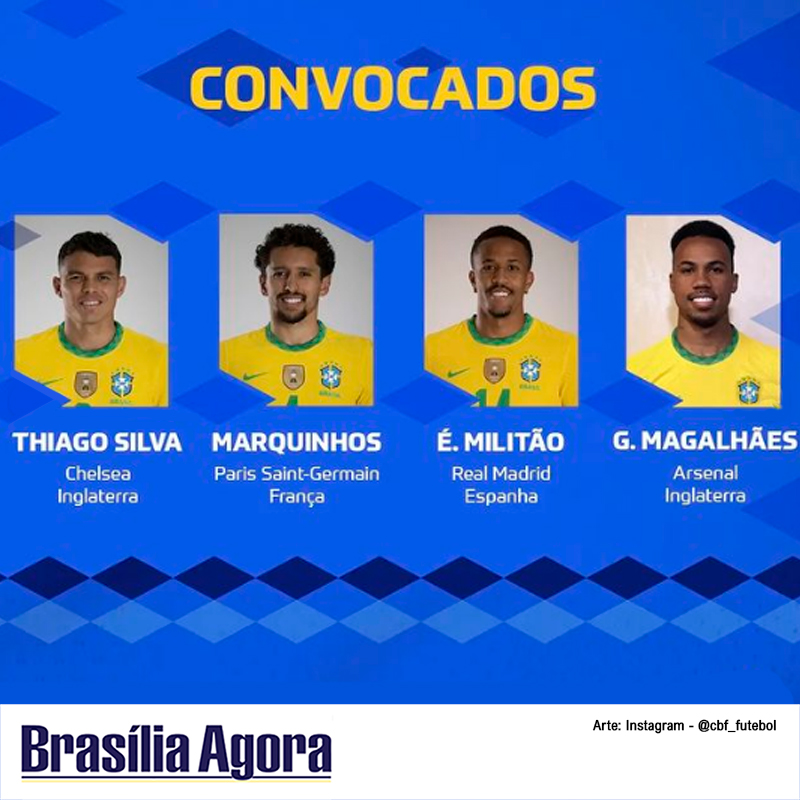 CONVOCADOS
THIAGO SILVA
Chelsea
Inglaterra
MARQUINHOS
Paris Saint-Germain
França
É. MILITÃO
Real Madrid
Espanha
G. MAGALHÃES
Arsenal
Inglaterra
Arte: Instagram - @cbf_futebol
Brasília Agora